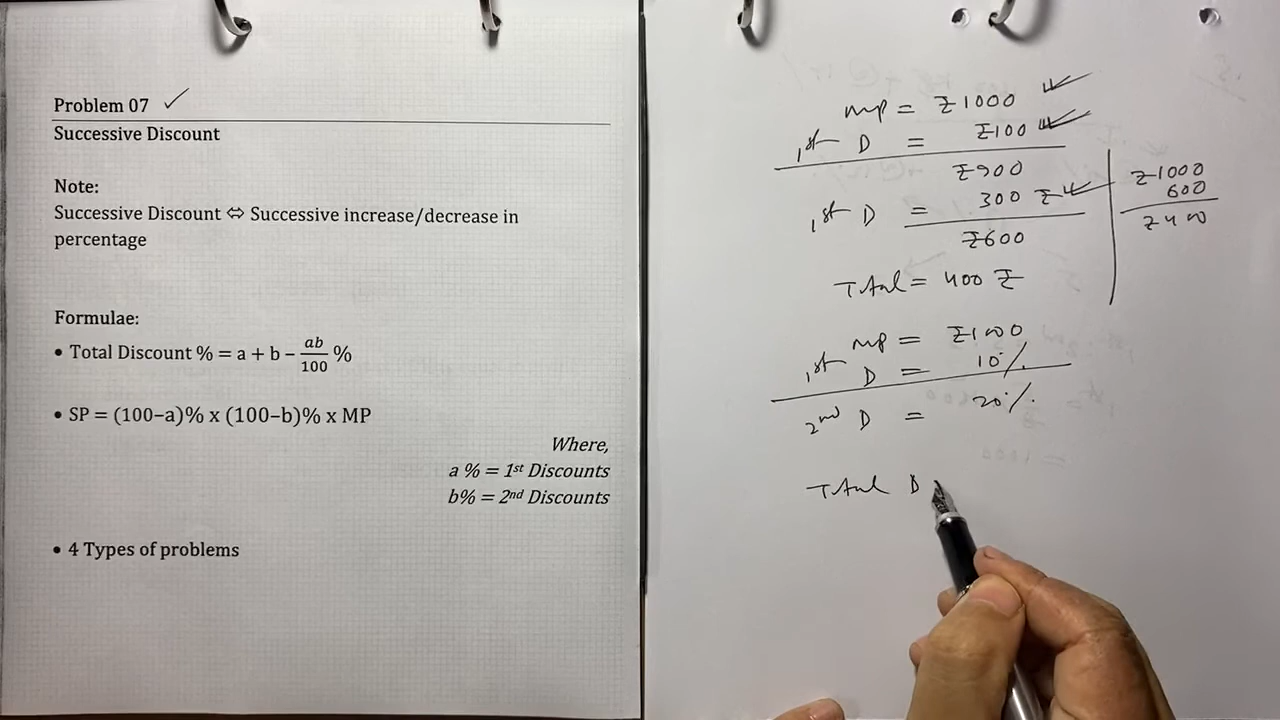 Problem 07 ✓
Successive Discount
Note:
Successive Discount ⇔ Successive increase/decrease in
percentage
Formulae:
• Total Discount % = a + b − ab/100 %
• SP = (100−a)% x (100−b)% x MP
Where,
a % = 1st Discounts
b% = 2nd Discounts
• 4 Types of problems
mp = ₹1000
1st D = ₹100
₹900
1st D = 300 ₹
₹600
Total = 400 ₹
₹1000
600
₹400
mp = ₹1000
1st D = 10%
2nd D = 20%
Total D